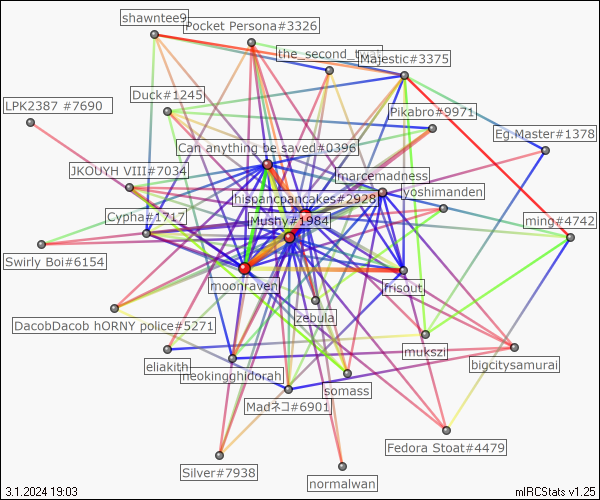 shawntee9
Pocket Persona#3326
the_second_trust
Majestic#3375
Duck#1245
LPK2387 #7690
Pikabro#9971
Eg.Master#1378
Can anything be saved#0396
JKOUYH VIII#7034
marcemadness
hispancpancakes#2928
yoshimanden
Cypha#1717
Mushy#1984
ming#4742
Swirly Boi#6154
moonraven
frisout
zebula
DacobDacob hORNY police#5271
mukszi
eliakith
bigcitysamurai
neokingghidorah
somass
Madネコ#6901
Fedora Stoat#4479
Silver#7938
normalwan
3.1.2024 19:03
mIRCStats v1.25